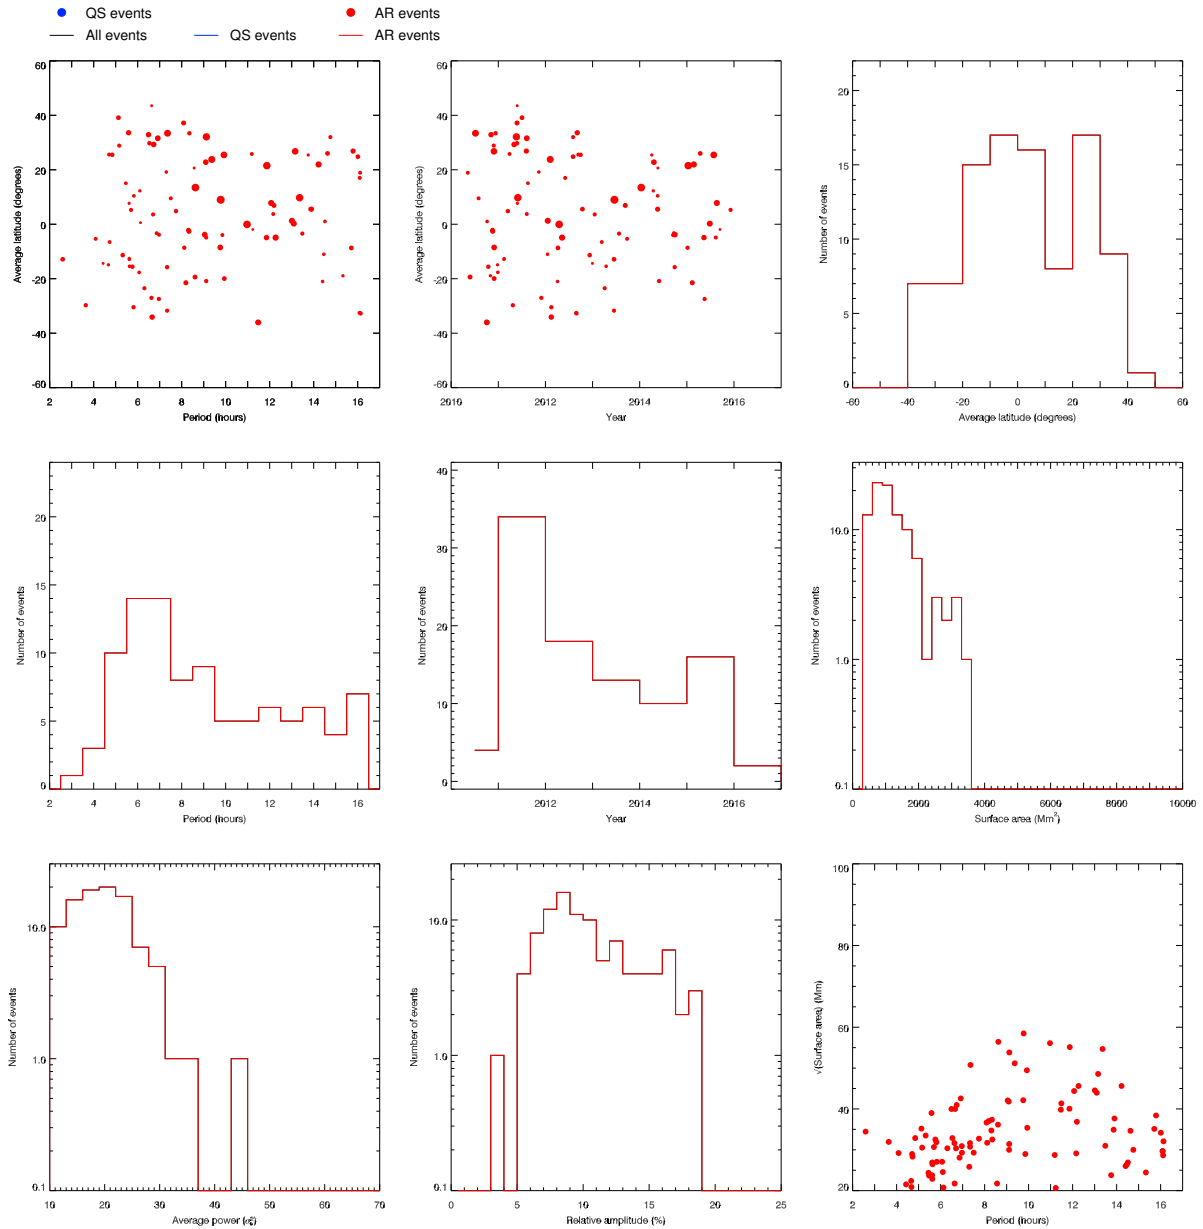 QS events AR events
All events QS events AR events
60
40
20
0
-20
-40
-60
Average latitude (degrees)
2 4 6 8 10 12 14 16
Period (hours)
60
40
20
0
-20
-40
-60
Average latitude (degrees)
2010 2012 2014 2016
Year
20
15
10
5
0
Number of events
-60 -40 -20 0 20 40 60
Average latitude (degrees)
20
15
10
5
0
Number of events
2 4 6 8 10 12 14 16
Period (hours)
40
30
20
10
0
Number of events
2012 2014 2016
Year
10.0
1.0
0.1
Number of events
0 2000 4000 6000 8000 10000
Surface area (Mm²)
10.0
1.0
0.1
Number of events
10 20 30 40 50 60 70
10.0
1.0
0.1
Number of events
0 5 10 15 20 25
Relative amplitude (%)
100
80
60
40
20
√(Surface area) (Mm)
2 4 6 8 10 12 14 16
Period (hours)
Average power